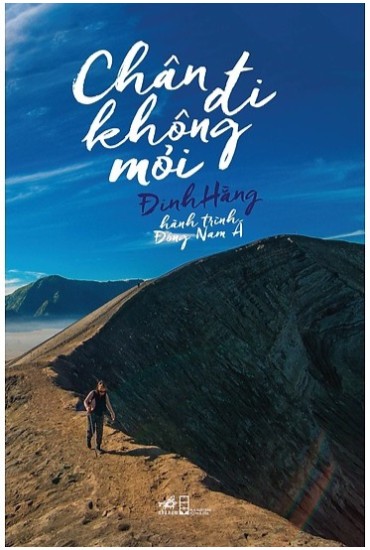 Chân đi
không
mỏi
Đinh Hằng
hành trình
Đông Nam Á